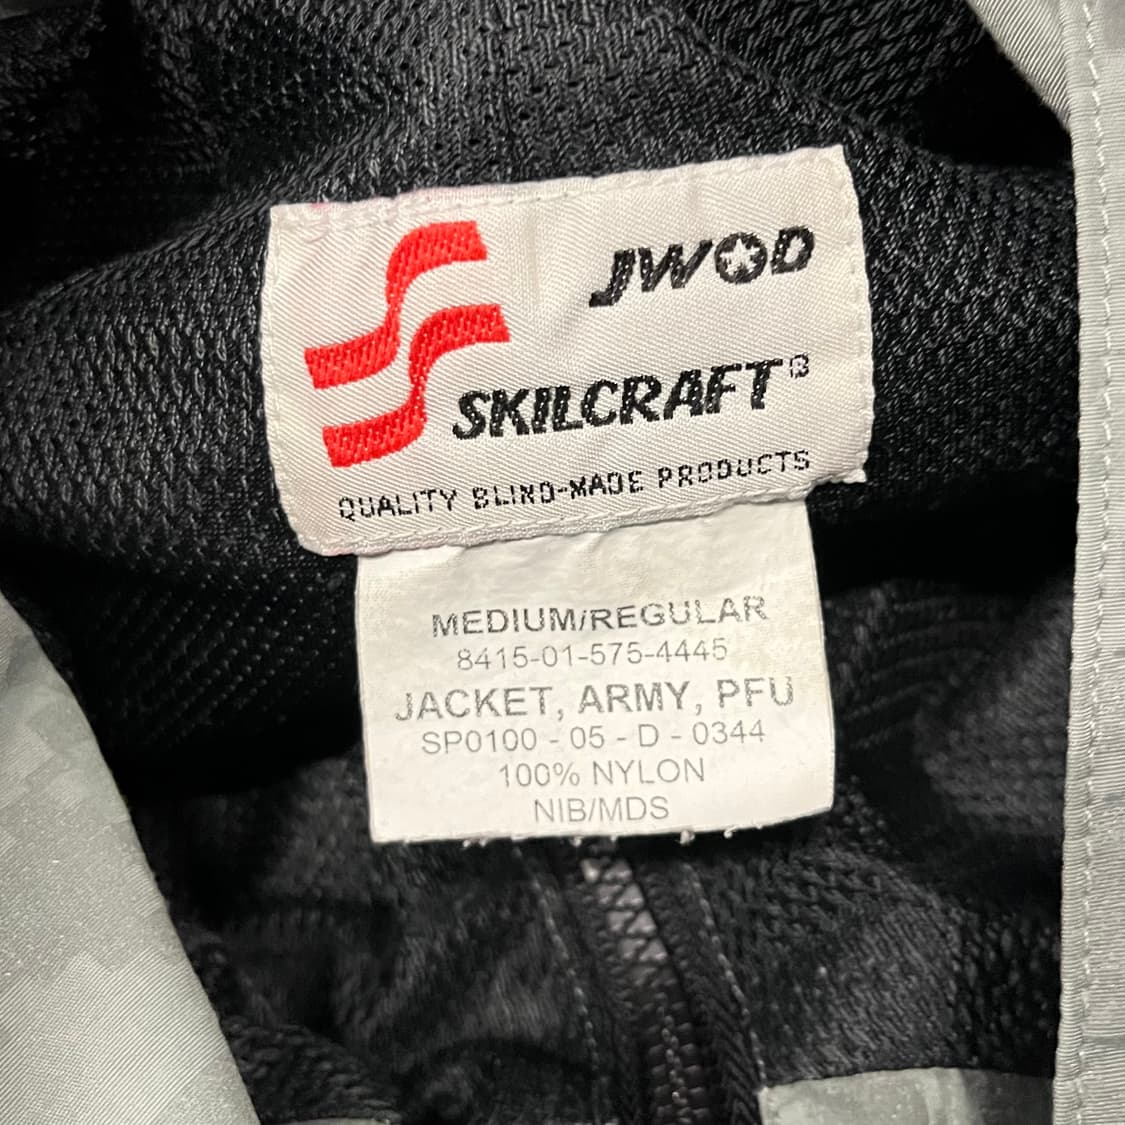 JWOD
SKILCRAFT®
QUALITY BLIND-MADE PRODUCTS
MEDIUM/REGULAR
8415-01-575-4445
JACKET, ARMY, PFU
SP0100 - 05 - D - 0344
100% NYLON
NIB/MDS